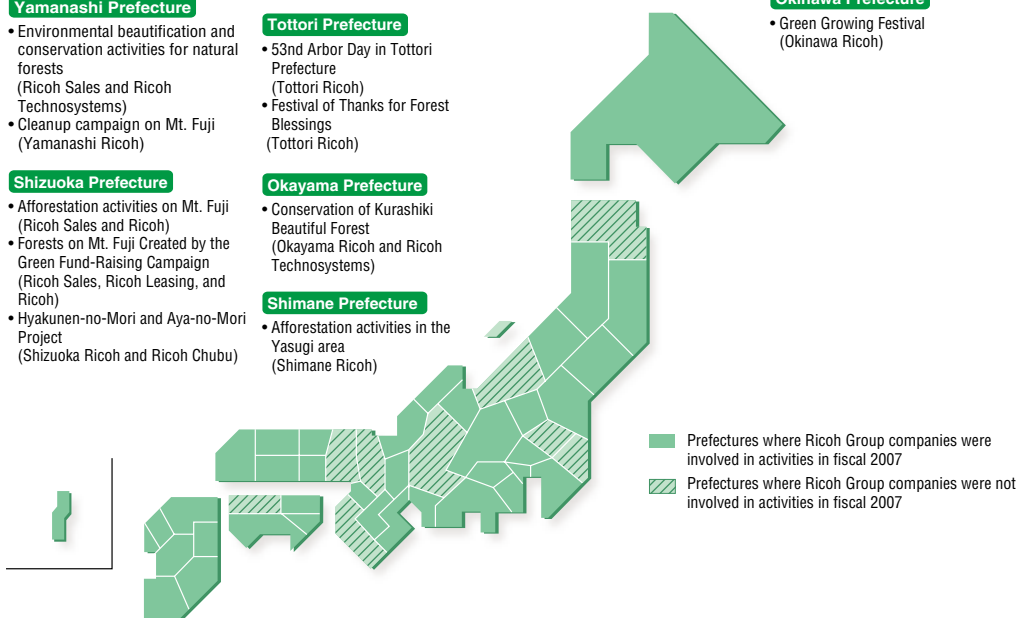 Yamanashi Prefecture
• Environmental beautification and
conservation activities for natural
forests
(Ricoh Sales and Ricoh
Technosystems)
• Cleanup campaign on Mt. Fuji
(Yamanashi Ricoh)
Shizuoka Prefecture
• Afforestation activities on Mt. Fuji
(Ricoh Sales and Ricoh)
• Forests on Mt. Fuji Created by the
Green Fund-Raising Campaign
(Ricoh Sales, Ricoh Leasing, and
Ricoh)
• Hyakunen-no-Mori and Aya-no-Mori
Project
(Shizuoka Ricoh and Ricoh Chubu)
Tottori Prefecture
• 53nd Arbor Day in Tottori
Prefecture
(Tottori Ricoh)
• Festival of Thanks for Forest
Blessings
(Tottori Ricoh)
Okayama Prefecture
• Conservation of Kurashiki
Beautiful Forest
(Okayama Ricoh and Ricoh
Technosystems)
Shimane Prefecture
• Afforestation activities in the
Yasugi area
(Shimane Ricoh)
Okinawa Prefecture
• Green Growing Festival
(Okinawa Ricoh)
Prefectures where Ricoh Group companies were
involved in activities in fiscal 2007
Prefectures where Ricoh Group companies were not
involved in activities in fiscal 2007